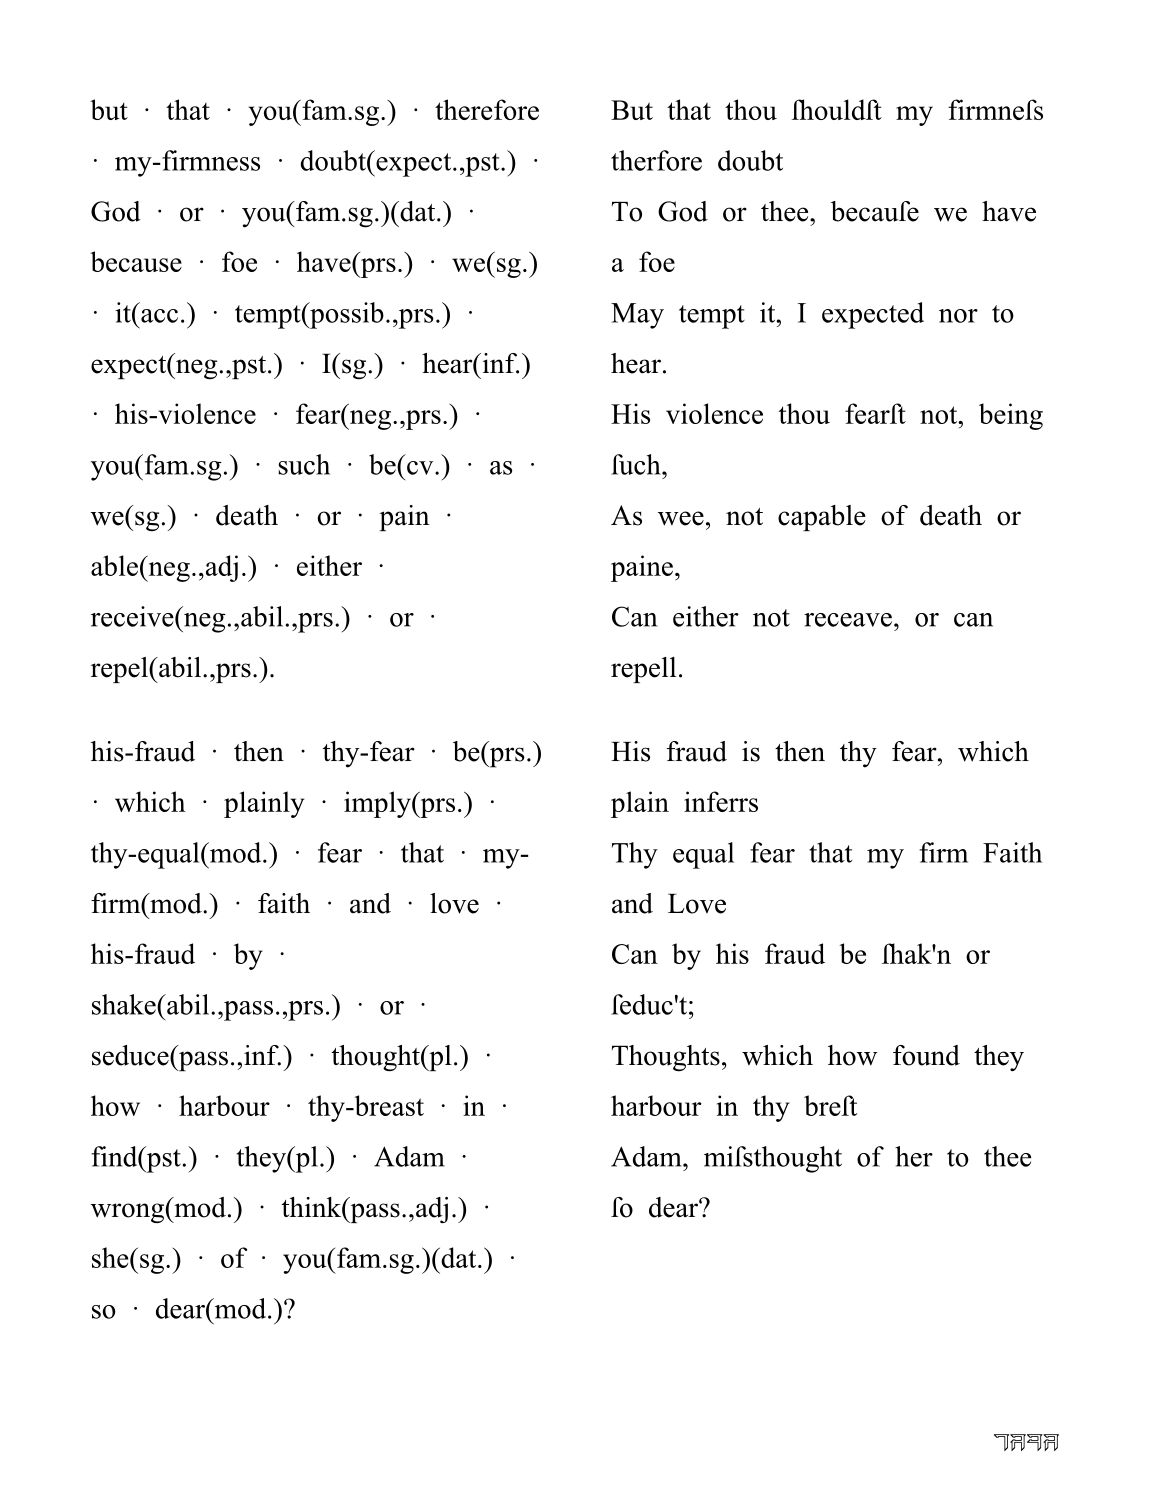 but · that · you(fam.sg.) · therefore
· my-firmness · doubt(expect.,pst.) ·
God · or · you(fam.sg.)(dat.) ·
because · foe · have(prs.) · we(sg.)
· it(acc.) · tempt(possib.,prs.) ·
expect(neg.,pst.) · I(sg.) · hear(inf.)
· his-violence · fear(neg.,prs.) ·
you(fam.sg.) · such · be(cv.) · as ·
we(sg.) · death · or · pain ·
able(neg.,adj.) · either ·
receive(neg.,abil.,prs.) · or ·
repel(abil.,prs.).
his-fraud · then · thy-fear · be(prs.)
· which · plainly · imply(prs.) ·
thy-equal(mod.) · fear · that · my-
firm(mod.) · faith · and · love ·
his-fraud · by ·
shake(abil.,pass.,prs.) · or ·
seduce(pass.,inf.) · thought(pl.) ·
how · harbour · thy-breast · in ·
find(pst.) · they(pl.) · Adam ·
wrong(mod.) · think(pass.,adj.) ·
she(sg.) · of · you(fam.sg.)(dat.) ·
so · dear(mod.)?
But that thou ſhouldſt my firmneſs
therfore doubt
To God or thee, becauſe we have
a foe
May tempt it, I expected nor to
hear.
His violence thou fearſt not, being
ſuch,
As wee, not capable of death or
paine,
Can either not receave, or can
repell.
His fraud is then thy fear, which
plain inferrs
Thy equal fear that my firm Faith
and Love
Can by his fraud be ſhak'n or
ſeduc't;
Thoughts, which how found they
harbour in thy breſt
Adam, miſsthought of her to thee
ſo dear?